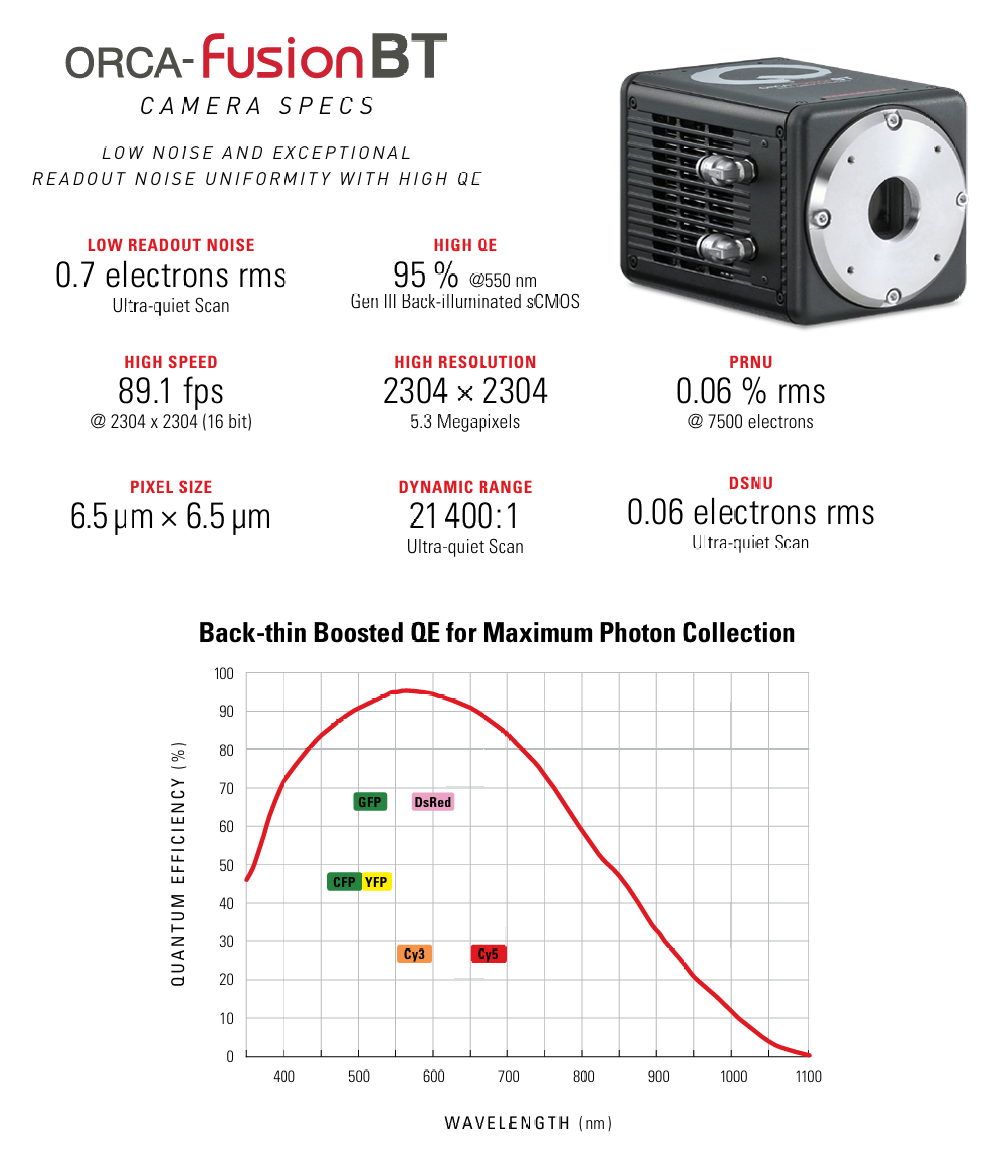 ORCA-FusionBT
CAMERA SPECS
LOW NOISE AND EXCEPTIONAL
READOUT NOISE UNIFORMITY WITH HIGH QE
ORCA-FusionBT
LOW READOUT NOISE
0.7 electrons rms
Ultra-quiet Scan
HIGH QE
95 % @550 nm
Gen III Back-illuminated sCMOS
HIGH SPEED
89.1 fps
@ 2304 x 2304 (16 bit)
HIGH RESOLUTION
2304 × 2304
5.3 Megapixels
PRNU
0.06 % rms
@ 7500 electrons
PIXEL SIZE
6.5 µm × 6.5 µm
DYNAMIC RANGE
21 400:1
Ultra-quiet Scan
DSNU
0.06 electrons rms
Ultra-quiet Scan
Back-thin Boosted QE for Maximum Photon Collection
QUANTUM EFFICIENCY (%)
100
90
80
70
60
50
40
30
20
10
0
GFP DsRed
CFP YFP
Cy3 Cy5
400 500 600 700 800 900 1000 1100
WAVELENGTH (nm)